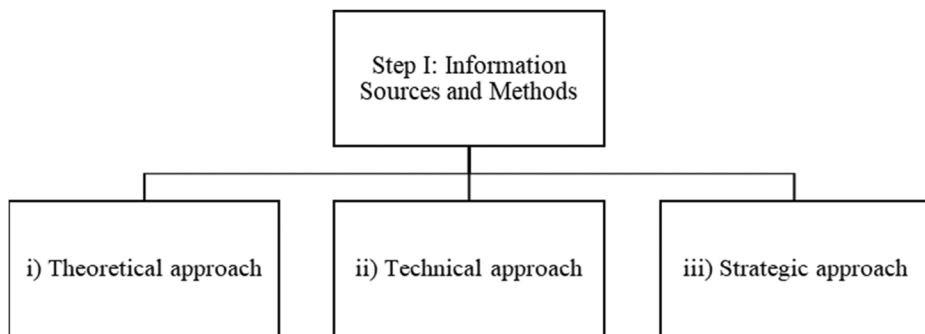 Step I: Information
Sources and Methods
i) Theoretical approach
ii) Technical approach
iii) Strategic approach